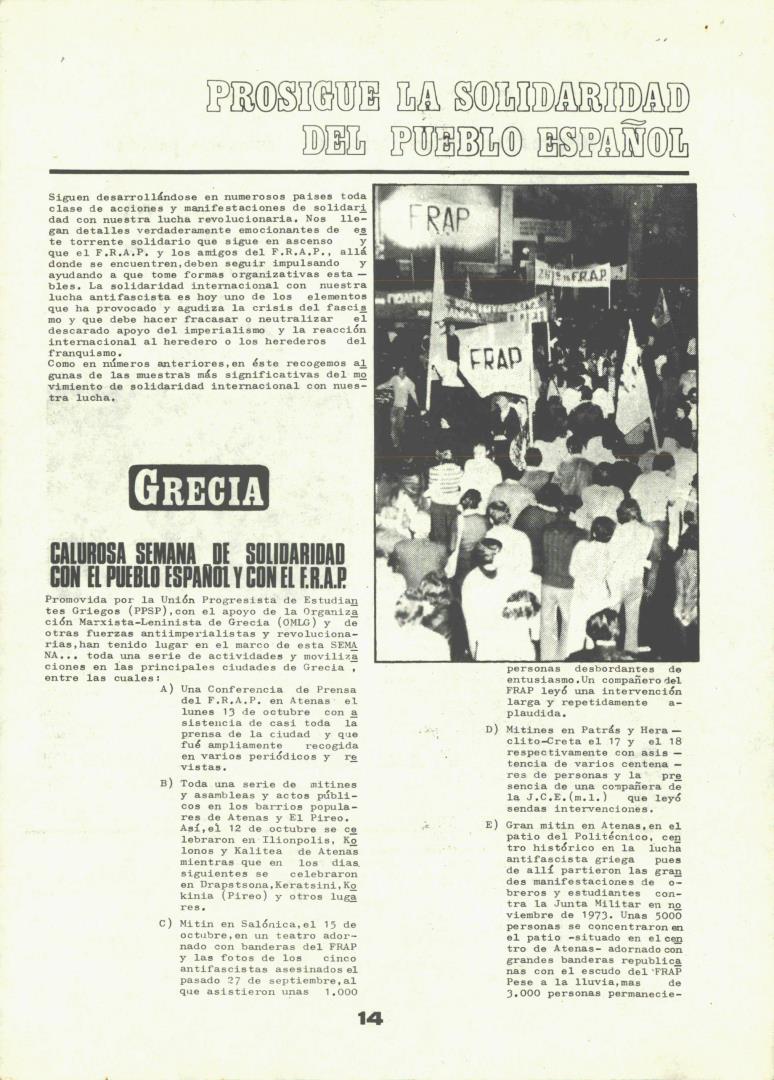 PROSIGUE LA SOLIDARIDAD
DEL PUEBLO ESPAÑOL
Siguen desarrollándose en numerosos paises toda
clase de acciones y manifestaciones de solidari
dad con nuestra lucha revolucionaria. Nos lle-
gan detalles verdaderamente emocionantes de es
te torrente solidario que sigue en ascenso y
que el F.R.A.P. y los amigos del F.R.A.P., allá
donde se encuentren,deben seguir impulsando y
ayudando a que tome formas organizativas esta —
bles. La solidaridad internacional con nuestra
lucha antifascista es hoy uno de los elementos
que ha provocado y agudiza la crisis del fascis
mo y que debe hacer fracasar o neutralizar el
descarado apoyo del imperialismo y la reacción
internacional al heredero o los herederos del
franquismo.
Como en números anteriores,en éste recogemos al
gunas de las muestras más significativas del mo
vimiento de solidaridad internacional con nues-
tra lucha.
FRAP
F.R.A.P.
FRAP
GRECIA
CALUROSA SEMANA DE SOLIDARIDAD
CON EL PUEBLO ESPAÑOL Y CON EL F.R.A.P.
Promovida por la Unión Progresista de Estudian
tes Griegos (PPSP),con el apoyo de la Organiza
ción Marxista-Leninista de Grecia (OMLG) y de
otras fuerzas antiimperialistas y revoluciona-
rias,han tenido lugar en el marco de esta SEMA
NA... toda una serie de actividades y moviliza
ciones en las principales ciudades de Grecia ,
entre las cuales:
A) Una Conferencia de Prensa
del F.R.A.P. en Atenas el
lunes 13 de octubre con a
sistencia de casi toda la
prensa de la ciudad y que
fué ampliamente recogida
en varios periódicos y re
vistas.
B) Toda una serie de mitines
y asambleas y actos públi-
cos en los barrios popula-
res de Atenas y El Pireo.
Así,el 12 de octubre se ce
lebraron en Ilionpolis, Ko
lonos y Kalitea de Atenas
mientras que en los dias
siguientes se celebraron
en Drapstsona,Keratsini,Ko
kinia (Pireo) y otros luga
res.
C) Mitin en Salónica,el 15 de
octubre,en un teatro ador-
nado con banderas del FRAP
y las fotos de los cinco
antifascistas asesinados el
pasado 27 de septiembre,al
que asistieron unas 1.000
personas desbordantes de
entusiasmo.Un compañero del
FRAP leyó una intervención
larga y repetidamente a-
plaudida.
D) Mitines en Patrás y Hera —
clito-Creta el 17 y el 18
respectivamente con asis —
tencia de varios centena —
res de personas y la pre
sencia de una compañera de
la J.C.E.(m.l.) que leyó
sendas intervenciones.
E) Gran mitin en Atenas,en el
patio del Politécnico, cen
tro histórico en la lucha
antifascista griega pues
de allí partieron las gran
des manifestaciones de o-
breros y estudiantes con-
tra la Junta Militar en no
viembre de 1973. Unas 5000
personas se concentraron en
el patio -situado en el cen
tro de Atenas- adornado con
grandes banderas republica
nas con el escudo del FRAP
Pese a la lluvia,mas de
3.000 personas permanecie-
14